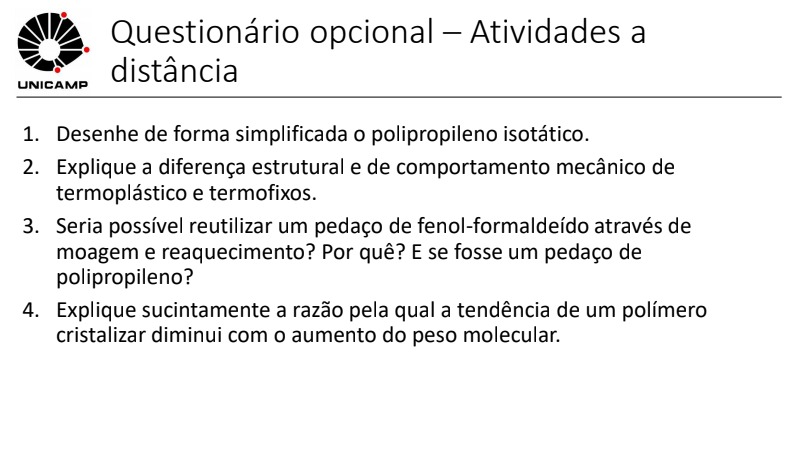 UNICAMP
Questionário opcional – Atividades a
distância
1. Desenhe de forma simplificada o polipropileno isotático.
2. Explique a diferença estrutural e de comportamento mecânico de
termoplástico e termofixos.
3. Seria possível reutilizar um pedaço de fenol-formaldeído através de
moagem e reaquecimento? Por quê? E se fosse um pedaço de
polipropileno?
4. Explique sucintamente a razão pela qual a tendência de um polímero
cristalizar diminui com o aumento do peso molecular.